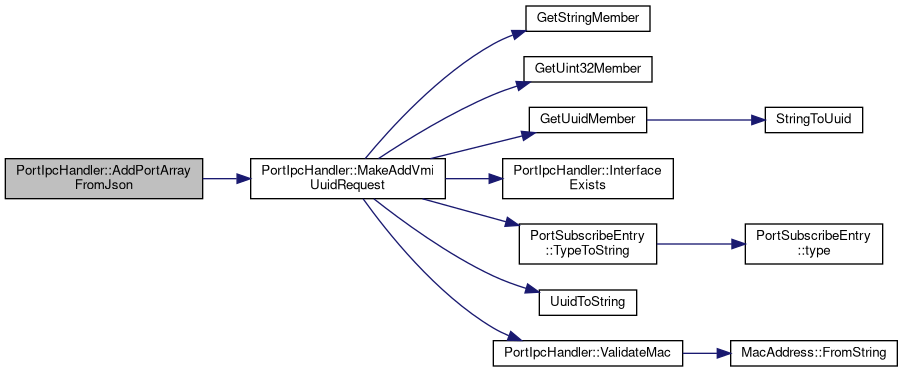 GetStringMember
GetUint32Member
GetUuidMember
StringToUuid
PortIpcHandler::AddPortArray
FromJson
PortIpcHandler::MakeAddVmi
UuidRequest
PortIpcHandler::Interface
Exists
PortSubscribeEntry
::TypeToString
PortSubscribeEntry
::type
UuidToString
PortIpcHandler::ValidateMac
MacAddress::FromString